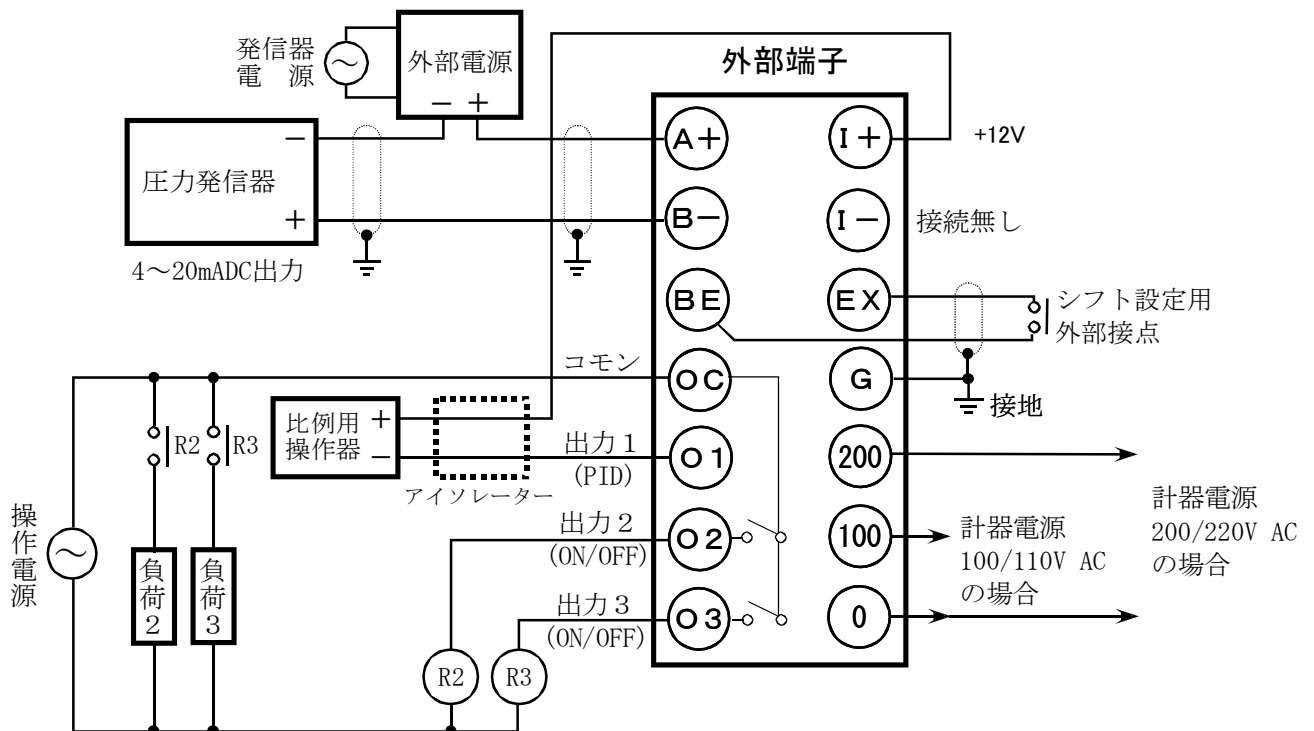 発信器
電　源
外部電源
－ ＋
外部端子
圧力発信器
－
＋
4～20mADC出力
A＋
I＋
+12V
B－
I－
接続無し
BE
EX
シフト設定用
外部接点
コモン
OC
G
接地
R2
R3
比例用
操作器
＋
－
アイソレーター
出力１
(PID)
O1
200
計器電源
200/220V AC
の場合
操作電源
負荷２
負荷３
出力２
(ON/OFF)
O2
100
計器電源
100/110V AC
の場合
出力３
(ON/OFF)
O3
0
R2
R3